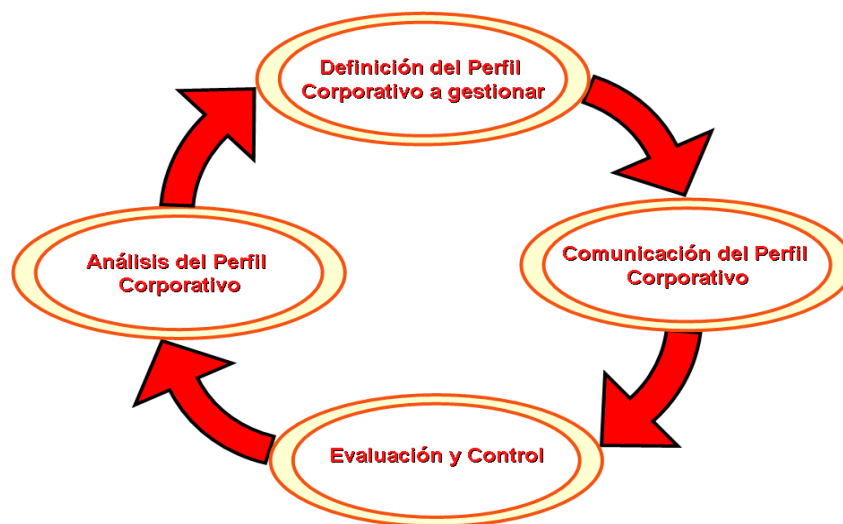 Definición del Perfil
Corporativo a gestionar
Comunicación del Perfil
Corporativo
Evaluación y Control
Análisis del Perfil
Corporativo